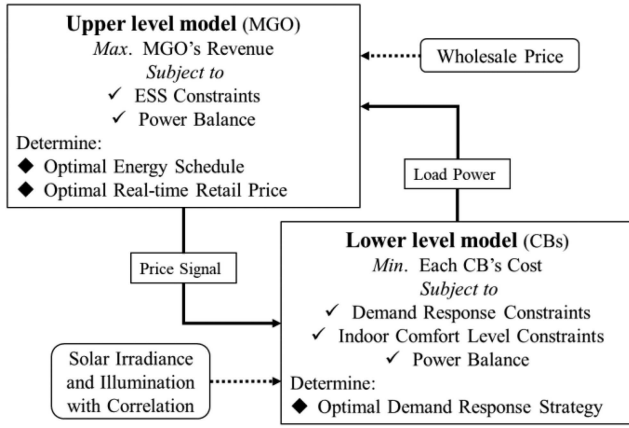 Upper level model (MGO)
Max. MGO's Revenue
Subject to
✓ ESS Constraints
✓ Power Balance
Determine:
◆ Optimal Energy Schedule
◆ Optimal Real-time Retail Price
Wholesale Price
Load Power
Price Signal
Lower level model (CBs)
Min. Each CB's Cost
Subject to
✓ Demand Response Constraints
✓ Indoor Comfort Level Constraints
✓ Power Balance
Determine:
◆ Optimal Demand Response Strategy
Solar Irradiance
and Illumination
with Correlation